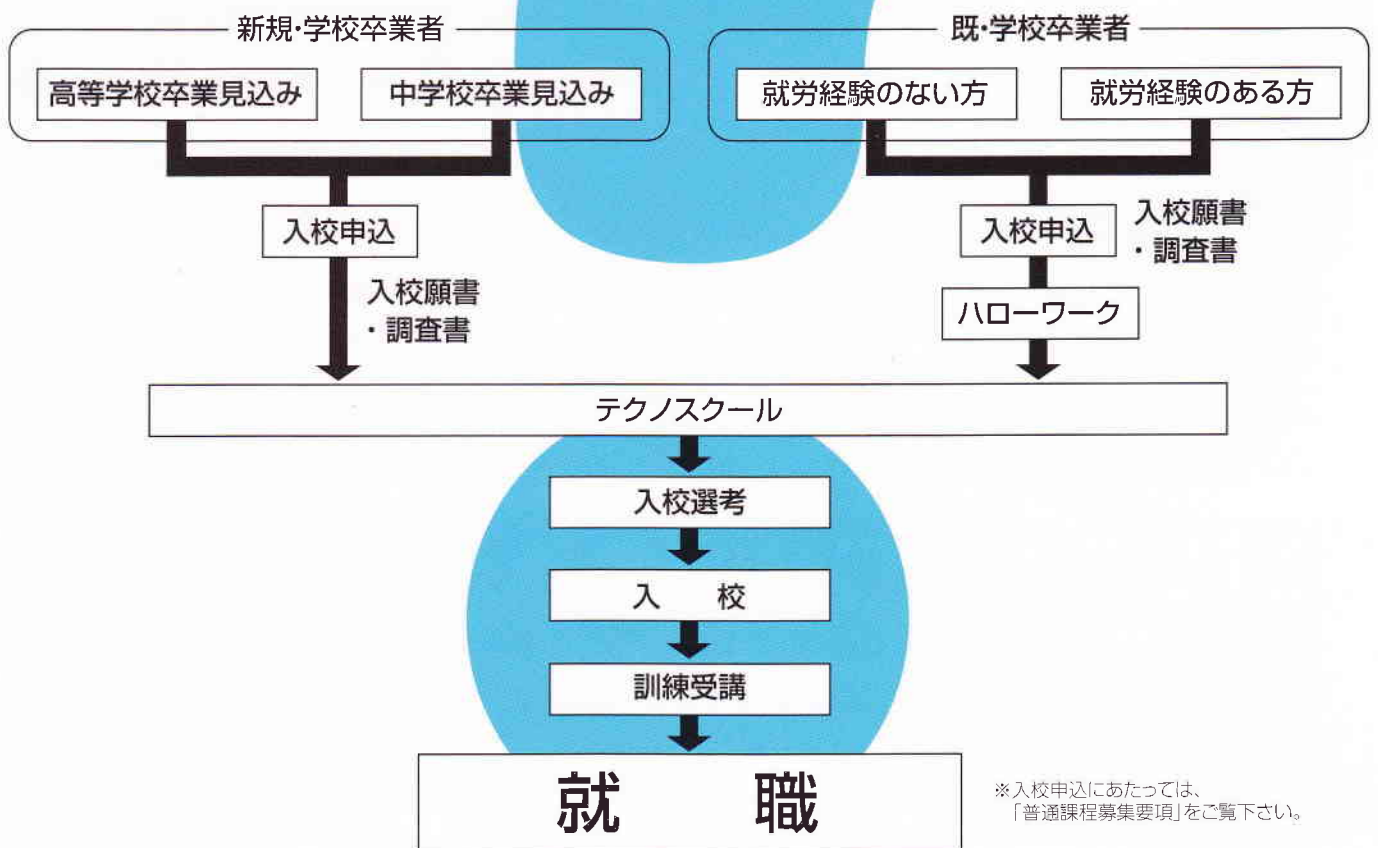 新規・学校卒業者
高等学校卒業見込み
中学校卒業見込み
入校申込
入校願書
・調査書
既・学校卒業者
就労経験のない方
就労経験のある方
入校申込
入校願書
・調査書
ハローワーク
テクノスクール
入校選考
入　校
訓練受講
就　職
※入校申込にあたっては、
「普通課程募集要項」をご覧下さい。